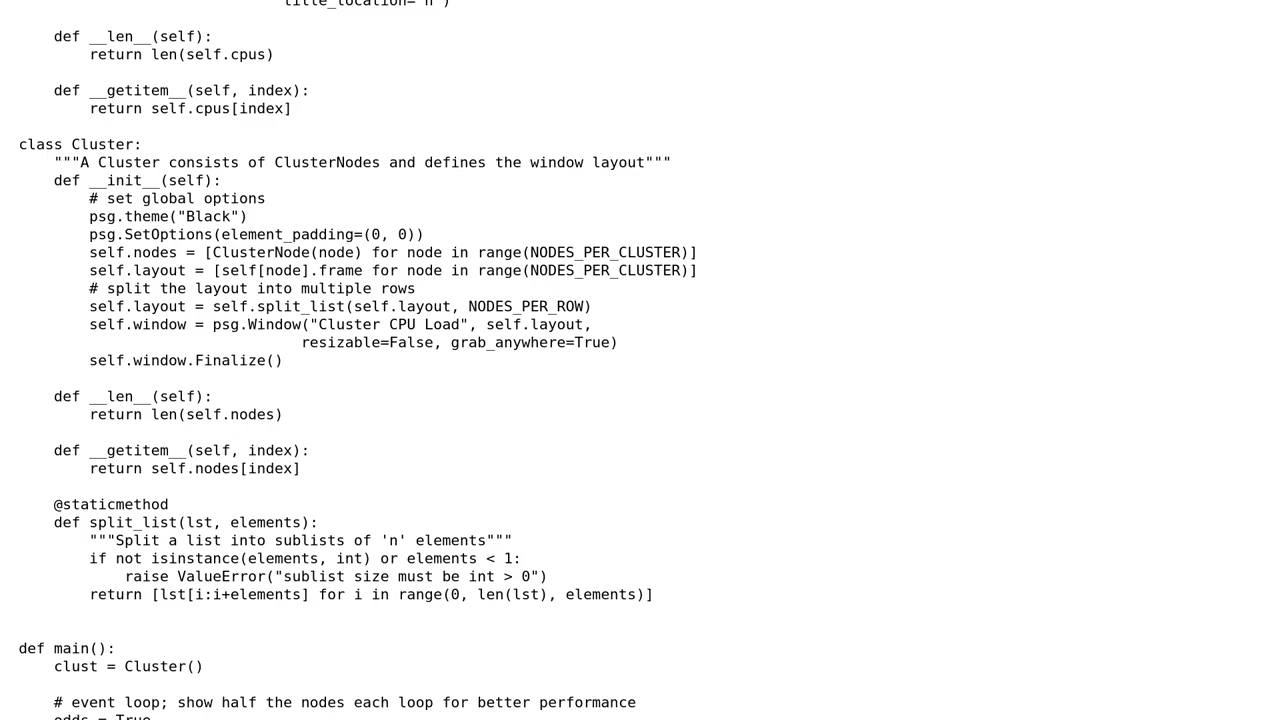 title_location='n')
    def __len__(self):
        return len(self.cpus)
    def __getitem__(self, index):
        return self.cpus[index]
class Cluster:
    """A Cluster consists of ClusterNodes and defines the window layout"""
    def __init__(self):
        # set global options
        psg.theme("Black")
        psg.SetOptions(element_padding=(0, 0))
        self.nodes = [ClusterNode(node) for node in range(NODES_PER_CLUSTER)]
        self.layout = [self[node].frame for node in range(NODES_PER_CLUSTER)]
        # split the layout into multiple rows
        self.layout = self.split_list(self.layout, NODES_PER_ROW)
        self.window = psg.Window("Cluster CPU Load", self.layout,
                                resizable=False, grab_anywhere=True)
        self.window.Finalize()
    def __len__(self):
        return len(self.nodes)
    def __getitem__(self, index):
        return self.nodes[index]
    @staticmethod
    def split_list(lst, elements):
        """Split a list into sublists of 'n' elements"""
        if not isinstance(elements, int) or elements < 1:
            raise ValueError("sublist size must be int > 0")
        return [lst[i:i+elements] for i in range(0, len(lst), elements)]
def main():
    clust = Cluster()
    # event loop; show half the nodes each loop for better performance
    odds = True